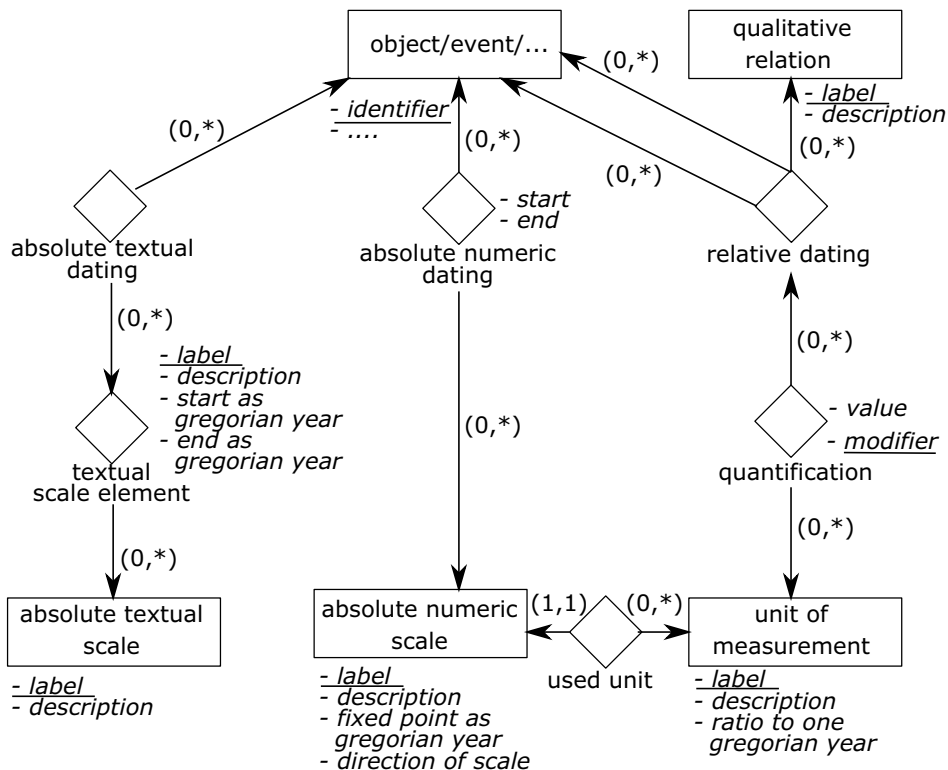 object/event/...
- identifier
- ....
qualitative
relation
- label
- description
(0,*)
(0,*)
(0,*)
(0,*)
(0,*)
absolute textual
dating
- start
- end
absolute numeric
dating
relative dating
(0,*)
- label
- description
- start as
gregorian year
- end as
gregorian year
textual
scale element
(0,*)
(0,*)
- value
- modifier
quantification
(0,*)
(0,*)
absolute textual
scale
- label
- description
absolute numeric
scale
- label
- description
- fixed point as
gregorian year
- direction of scale
(1,1)
(0,*)
used unit
unit of
measurement
- label
- description
- ratio to one
gregorian year